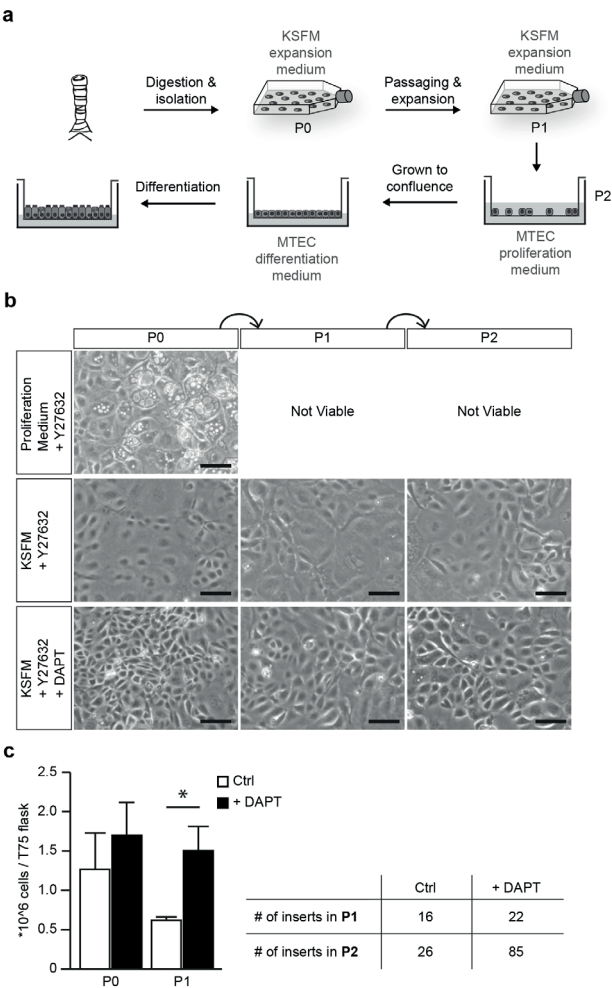 a
KSFM
expansion
medium
KSFM
expansion
medium
Digestion &
isolation
Passaging &
expansion
P0
P1
Differentiation
Grown to
confluence
P2
MTEC
differentiation
medium
MTEC
proliferation
medium
b
P0
P1
P2
Proliferation
Medium
+ Y27632
Not Viable
Not Viable
KSFM
+ Y27632
KSFM
+ Y27632
+ DAPT
c
*10^6 cells / T75 flask
2.5
2.0
1.5
1.0
0.5
0
Ctrl
+ DAPT
*
P0
P1
Ctrl
+ DAPT
# of inserts in P1
16
22
# of inserts in P2
26
85